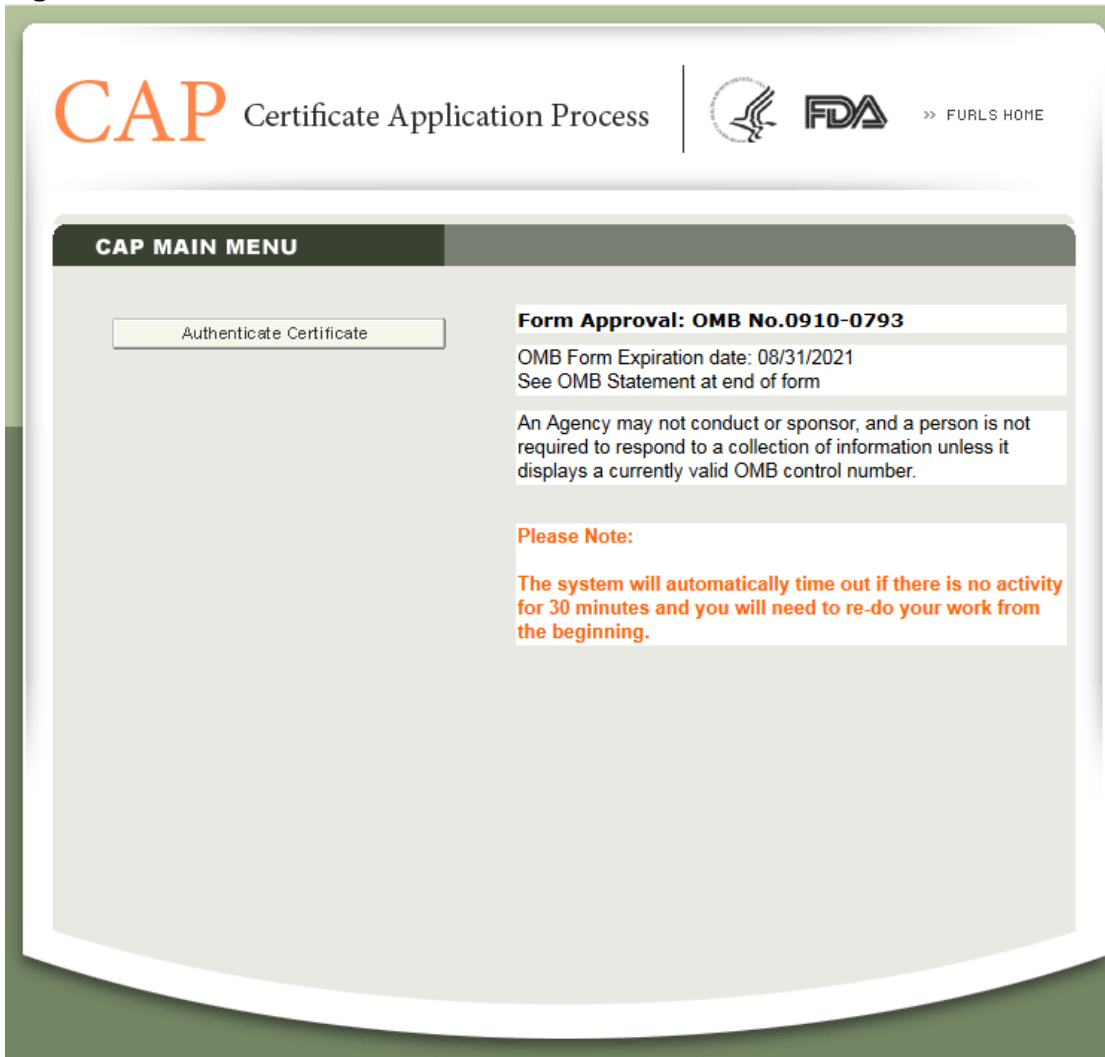 CAP Certificate Application Process
FDA
» FURLS HOME
CAP MAIN MENU
Authenticate Certificate
Form Approval: OMB No.0910-0793
OMB Form Expiration date: 08/31/2021
See OMB Statement at end of form
An Agency may not conduct or sponsor, and a person is not
required to respond to a collection of information unless it
displays a currently valid OMB control number.
Please Note:
The system will automatically time out if there is no activity
for 30 minutes and you will need to re-do your work from
the beginning.